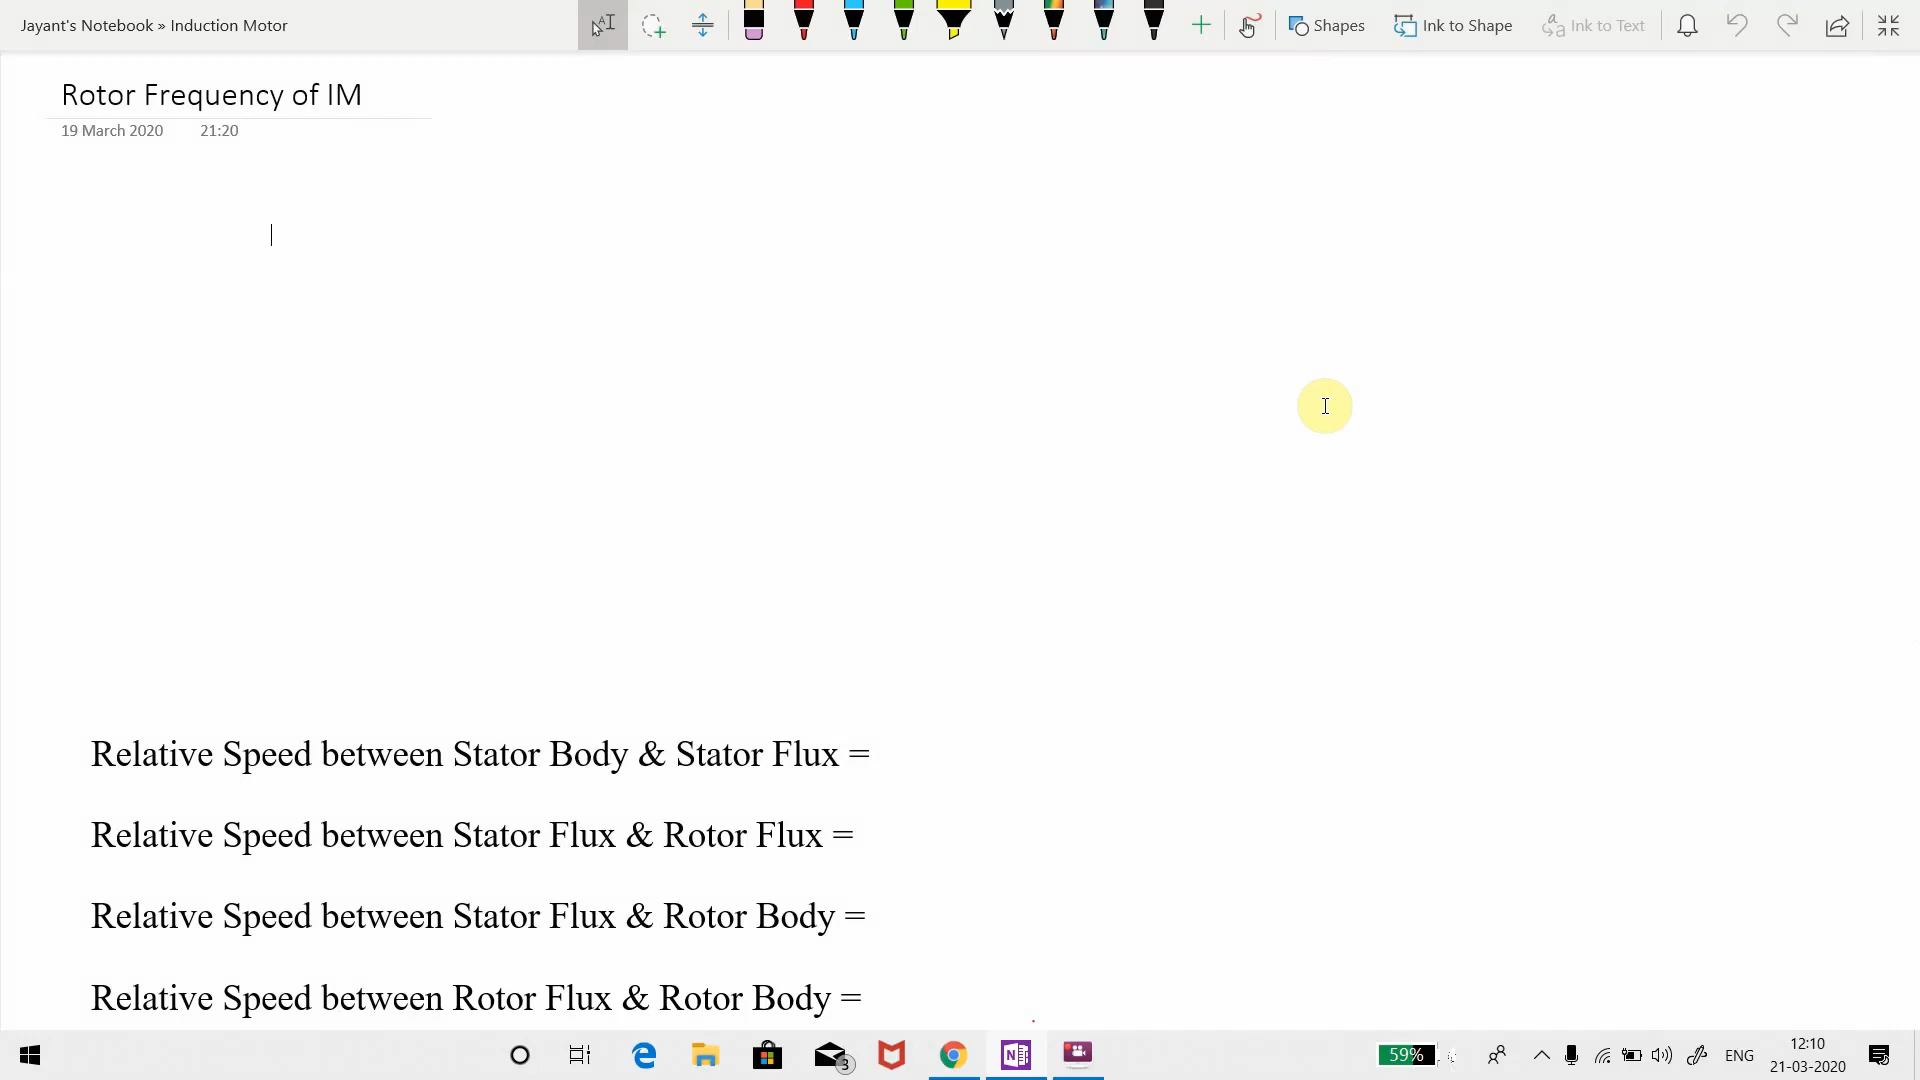 Jayant's Notebook » Induction Motor
Shapes
Ink to Shape
Ink to Text
Rotor Frequency of IM
19 March 2020 21:20
Relative Speed between Stator Body & Stator Flux =
Relative Speed between Stator Flux & Rotor Flux =
Relative Speed between Stator Flux & Rotor Body =
Relative Speed between Rotor Flux & Rotor Body =
3
59%
ENG
12:10
21-03-2020